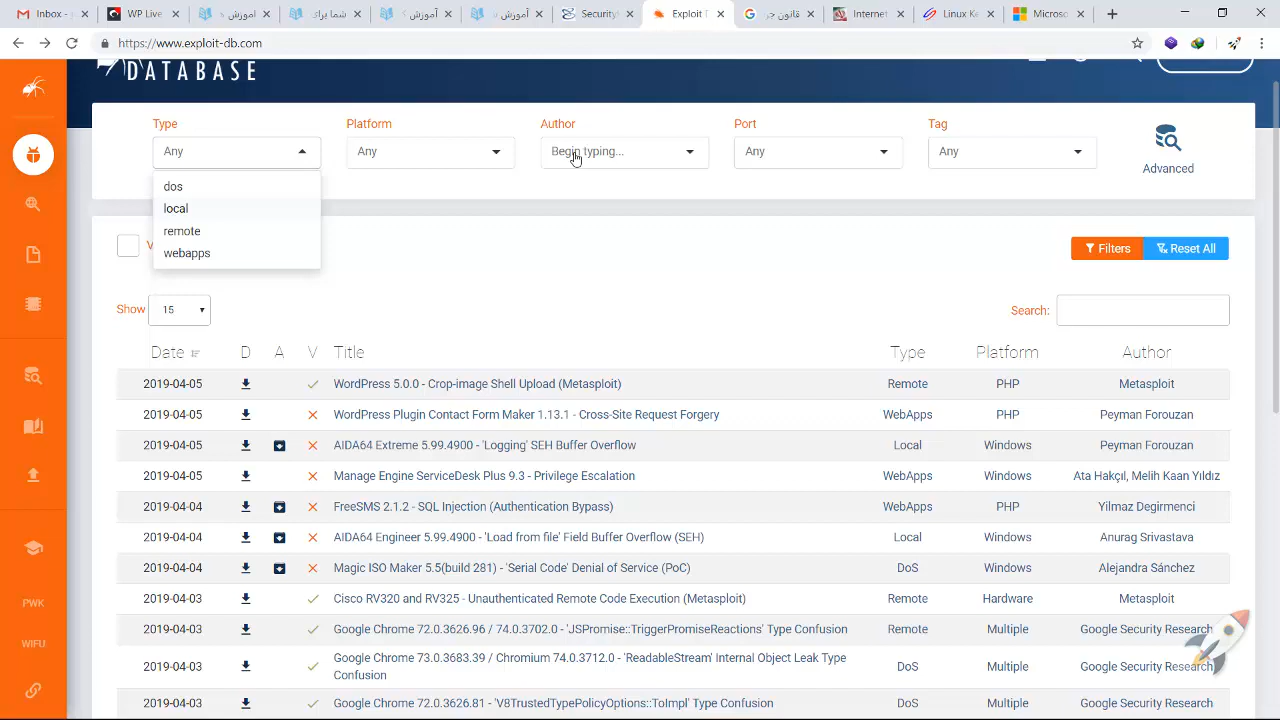 Inbox -
WP Live
آموزش د
شما برای
آموزش ک
آموزش د
Security
Exploit D
قانون جر
Internet
Linux Ke
Microso
https://www.exploit-db.com
DATABASE
Type
Platform
Author
Port
Tag
Any
Any
Begin typing...
Any
Any
Advanced
dos
local
remote
webapps
V
Filters
Reset All
Show 15
Search:
Date D A V Title Type Platform Author
2019-04-05 WordPress 5.0.0 - Crop-image Shell Upload (Metasploit) Remote PHP Metasploit
2019-04-05 WordPress Plugin Contact Form Maker 1.13.1 - Cross-Site Request Forgery WebApps PHP Peyman Forouzan
2019-04-05 AIDA64 Extreme 5.99.4900 - 'Logging' SEH Buffer Overflow Local Windows Peyman Forouzan
2019-04-05 Manage Engine ServiceDesk Plus 9.3 - Privilege Escalation WebApps Windows Ata Hakçıl, Melih Kaan Yıldız
2019-04-04 FreeSMS 2.1.2 - SQL Injection (Authentication Bypass) WebApps PHP Yilmaz Degirmenci
2019-04-04 AIDA64 Engineer 5.99.4900 - 'Load from file' Field Buffer Overflow (SEH) Local Windows Anurag Srivastava
2019-04-04 Magic ISO Maker 5.5(build 281) - 'Serial Code' Denial of Service (PoC) DoS Windows Alejandra Sánchez
2019-04-03 Cisco RV320 and RV325 - Unauthenticated Remote Code Execution (Metasploit) Remote Hardware Metasploit
2019-04-03 Google Chrome 72.0.3626.96 / 74.0.3702.0 - 'JSPromise::TriggerPromiseReactions' Type Confusion Remote Multiple Google Security Research
2019-04-03 Google Chrome 73.0.3683.39 / Chromium 74.0.3712.0 - 'ReadableStream' Internal Object Leak Type
Confusion DoS Multiple Google Security Research
2019-04-03 Google Chrome 72.0.3626.81 - 'V8TrustedTypePolicyOptions::ToImpl' Type Confusion DoS Multiple Google Security Research
PWK
WIFU